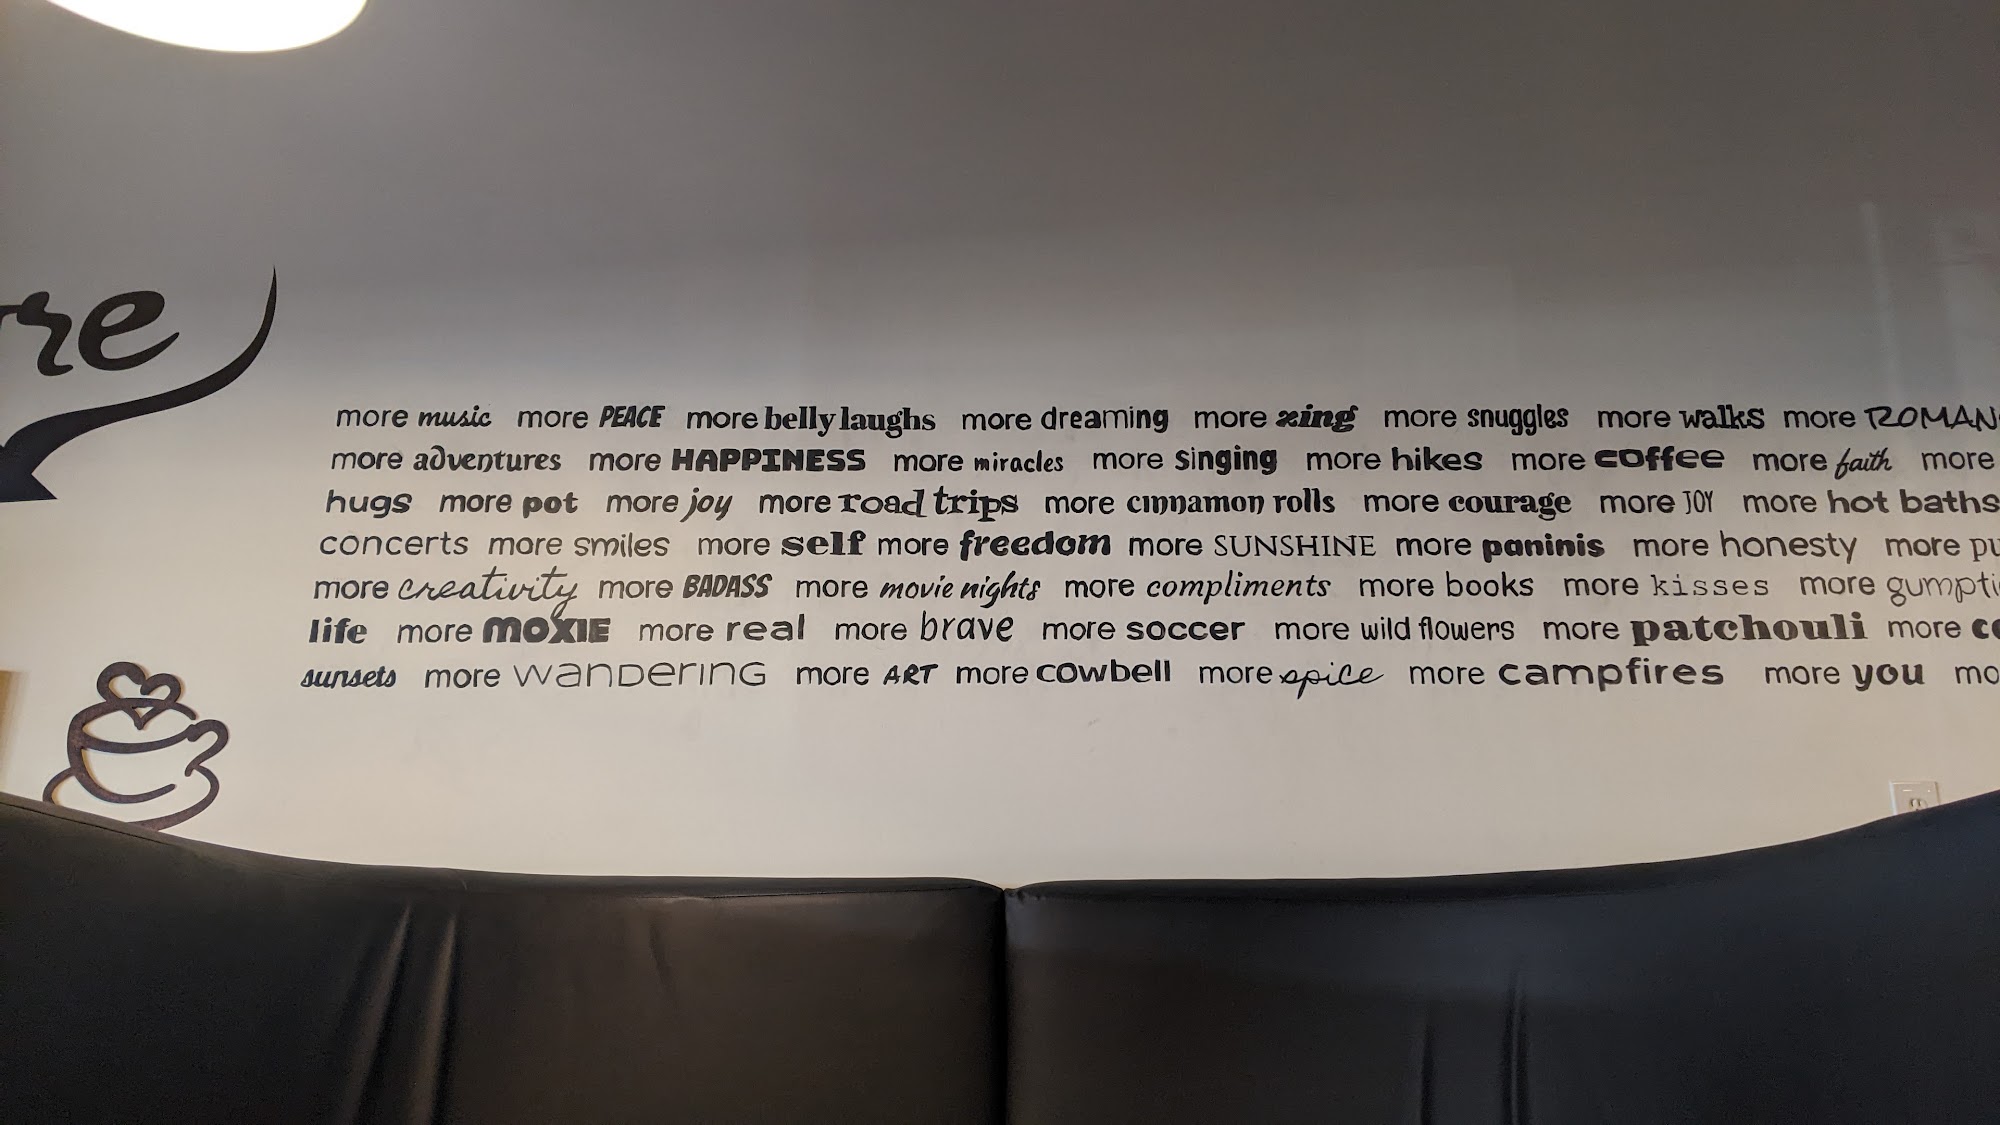 more music more PEACE more belly laughs more dreaming more zing more snuggles more walks more
more adventures more HAPPINESS more miracles more singing more hikes more coffee more faith more
hugs more pot more joy more road trips more cinnamon rolls more courage more JOY more hot baths
concerts more smiles more self more freedom more SUNSHINE more paninis more honesty more
more creativity more BADASS more movie nights more compliments more books more kisses more
life more MOXIE more real more brave more soccer more wild flowers more patchouli more
sunsets more wandering more ART more cowbell more spice more campfires more you